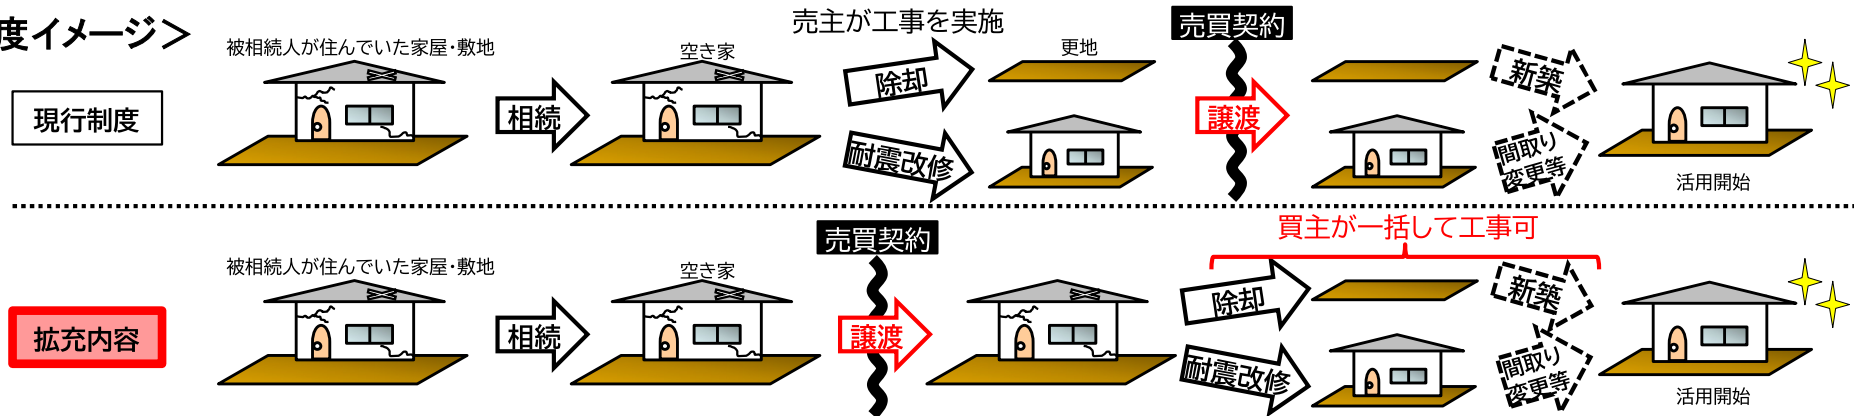 度イメージ＞
現行制度
被相続人が住んでいた家屋・敷地
相続
空き家
売主が工事を実施
除却
耐震改修
更地
売買契約
譲渡
新築
間取り
変更等
活用開始
拡充内容
被相続人が住んでいた家屋・敷地
相続
空き家
売買契約
譲渡
買主が一括して工事可
除却
耐震改修
新築
間取り
変更等
活用開始